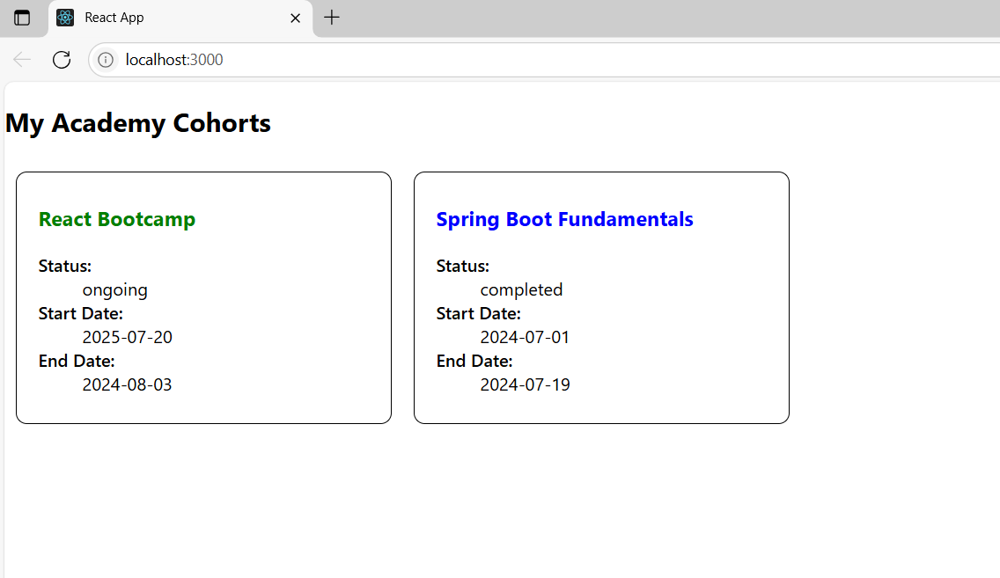 React App
localhost:3000
My Academy Cohorts
React Bootcamp
Status:
ongoing
Start Date:
2025-07-20
End Date:
2024-08-03
Spring Boot Fundamentals
Status:
completed
Start Date:
2024-07-01
End Date:
2024-07-19